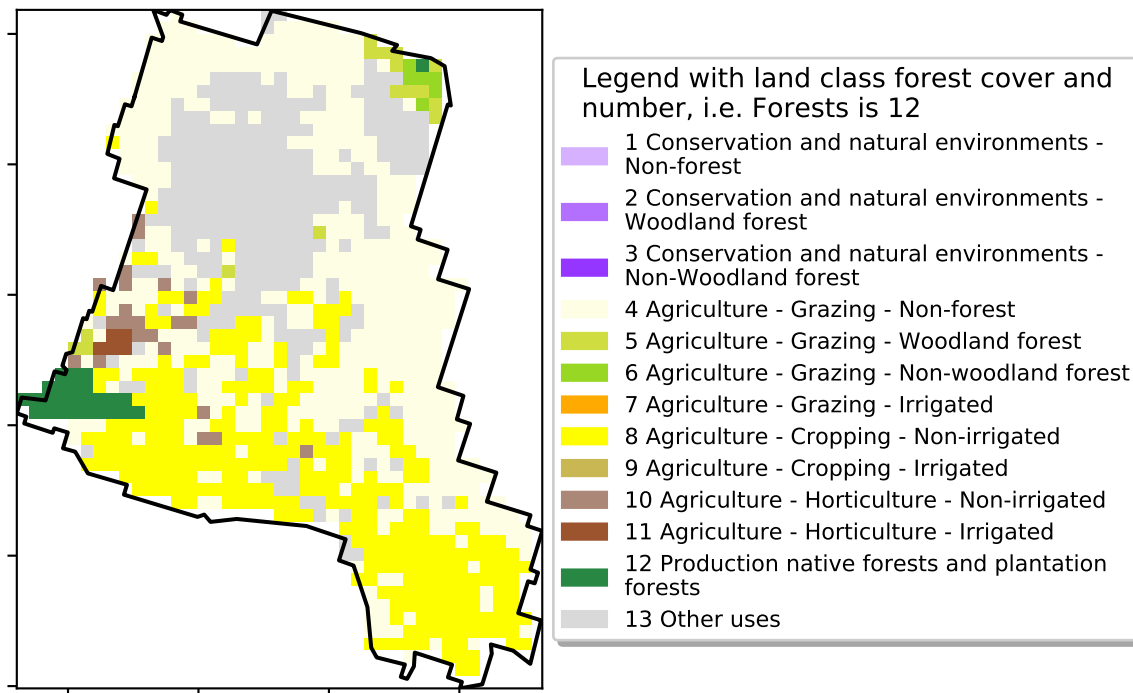 Legend with land class forest cover and
number, i.e. Forests is 12
1 Conservation and natural environments -
Non-forest
2 Conservation and natural environments -
Woodland forest
3 Conservation and natural environments -
Non-Woodland forest
4 Agriculture - Grazing - Non-forest
5 Agriculture - Grazing - Woodland forest
6 Agriculture - Grazing - Non-woodland forest
7 Agriculture - Grazing - Irrigated
8 Agriculture - Cropping - Non-irrigated
9 Agriculture - Cropping - Irrigated
10 Agriculture - Horticulture - Non-irrigated
11 Agriculture - Horticulture - Irrigated
12 Production native forests and plantation
forests
13 Other uses